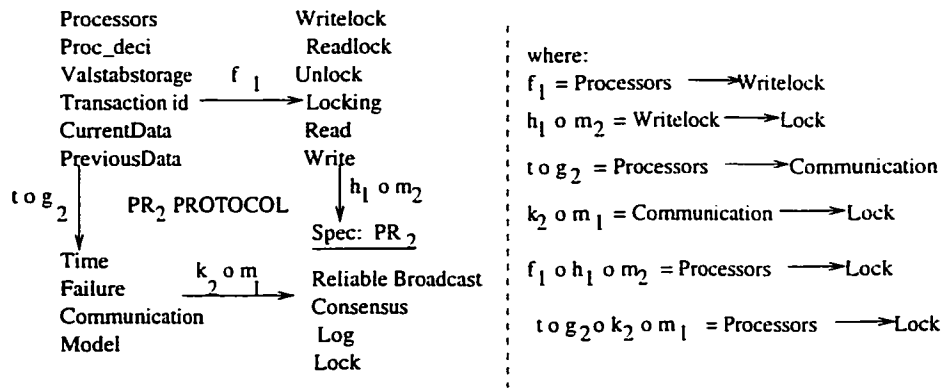 Processors Writelock
Proc_deci Readlock
Valstabstorage f 1 Unlock
Transaction id Locking
CurrentData Read
PreviousData Write
t o g 2 PR 2 PROTOCOL h 1 o m 2
Spec: PR 2
Time
Failure k 2 o m 1 Reliable Broadcast
Communication Consensus
Model Log
Lock
where:
f 1 = Processors Writelock
h 1 o m 2 = Writelock Lock
t o g 2 = Processors Communication
k 2 o m 1 = Communication Lock
f 1 o h 1 o m 2 = Processors Lock
t o g 2 o k 2 o m 1 = Processors Lock